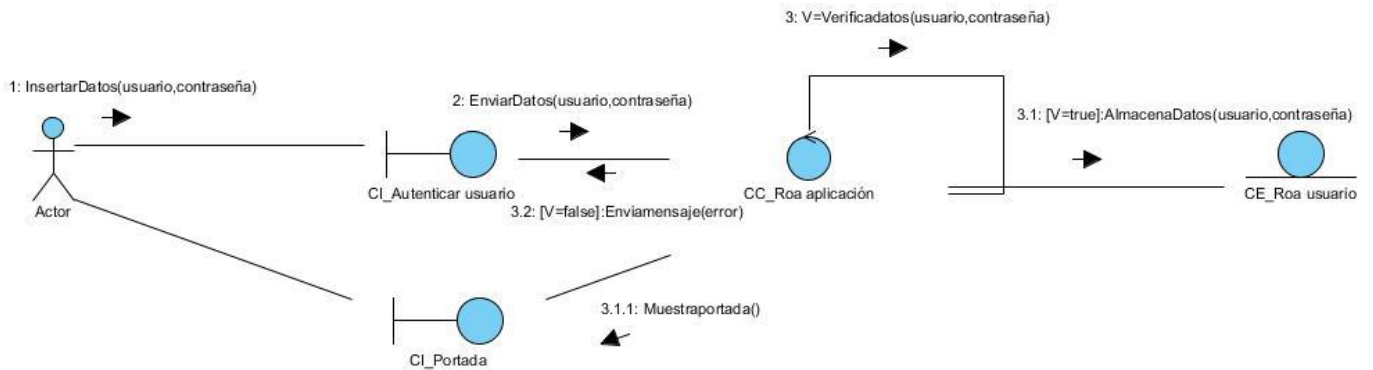 3: V=Verificadatos(usuario,contraseña)
1: InsertarDatos(usuario,contraseña)
2: EnviarDatos(usuario,contraseña)
3.1: [V=true]:AlmacenaDatos(usuario,contraseña)
Actor
CI_Autenticar usuario
CC_Roa aplicación
CE_Roa usuario
3.2: [V=false]:Enviamensaje(error)
3.1.1: Muestraportada()
CI_Portada